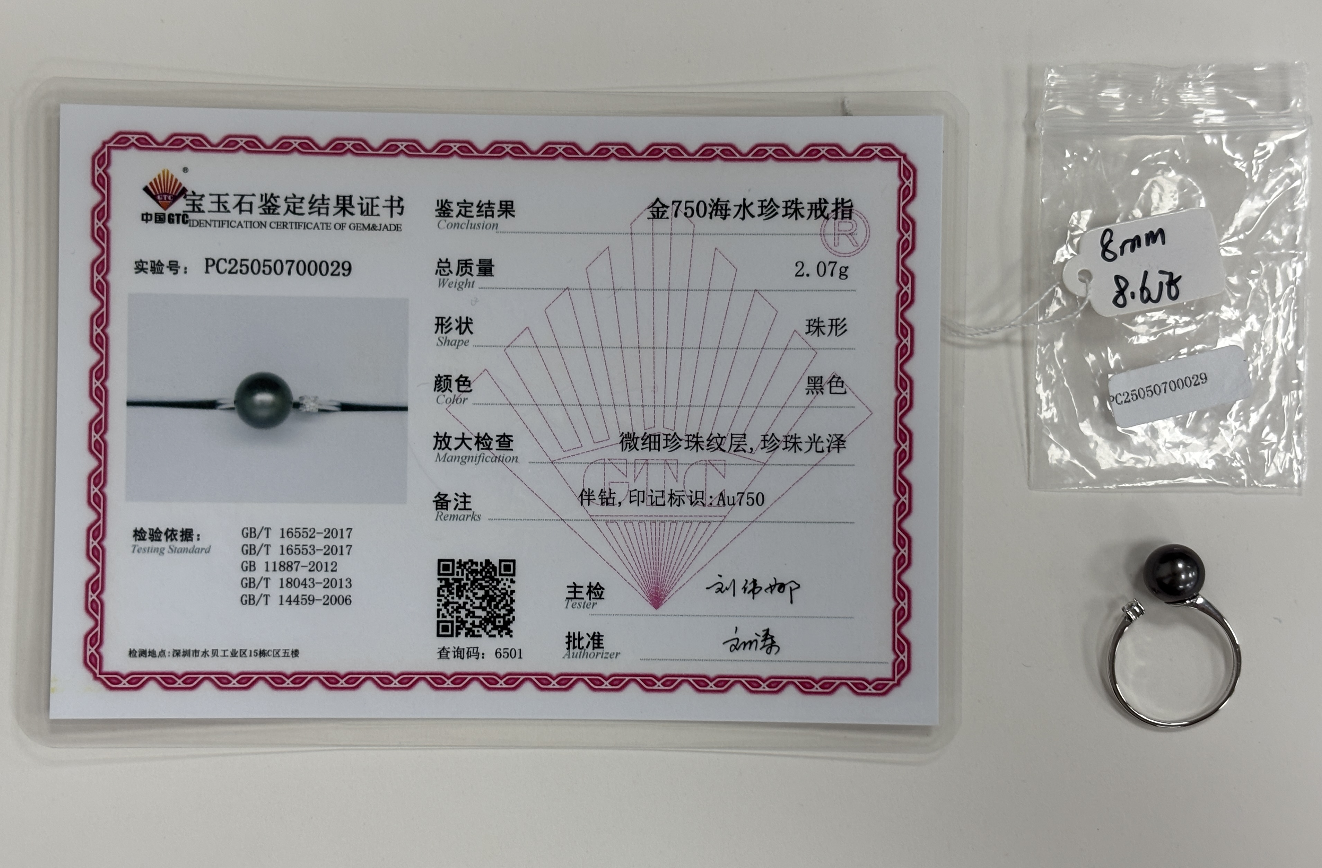 中国GTC
宝玉石鉴定结果证书
IDENTIFICATION CERTIFICATE OF GEM&JADE
实验号: PC25050700029
检验依据:
Testing Standard
GB/T 16552-2017
GB/T 16553-2017
GB 11887-2012
GB/T 18043-2013
GB/T 14459-2006
检测地点:深圳市水贝工业区15栋C区五楼
鉴定结果 金750海水珍珠戒指
Conclusion
总质量 2.07g
Weight
形状 珠形
Shape
颜色 黑色
Color
放大检查 微细珍珠纹层,珍珠光泽
Mangnification
备注 伴钻,印记标识:Au750
Remarks
GTC
查询码: 6501
主检 刘伟娜
Tester
批准
Authorizer
8mm
PC25050700029